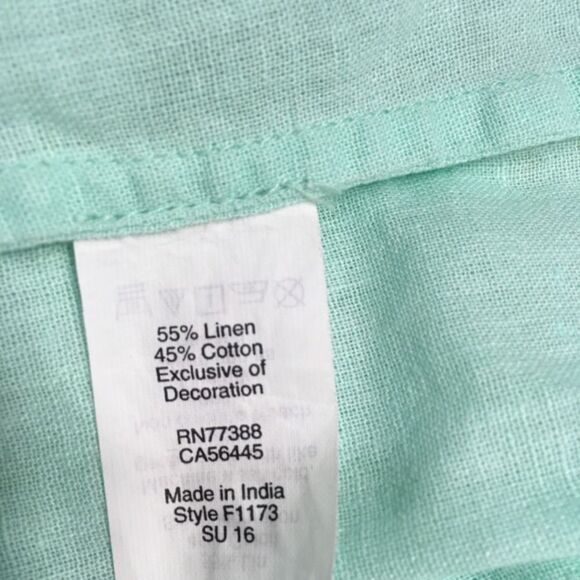 55% Linen
45% Cotton
Exclusive of
Decoration
RN77388
CA56445
Made in India
Style F1173
SU 16